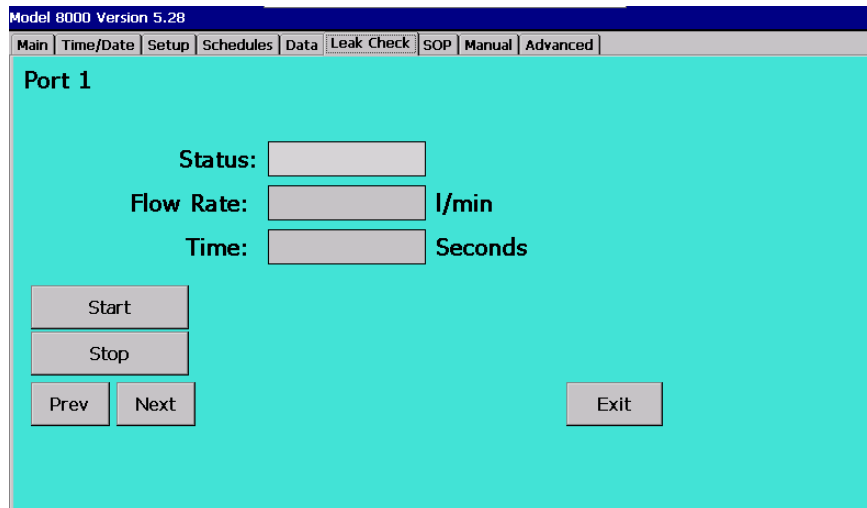 Model 8000 Version 5.28
Main Time/Date Setup Schedules Data Leak Check SOP Manual Advanced
Port 1
Status:
Flow Rate: l/min
Time: Seconds
Start
Stop
Prev Next Exit